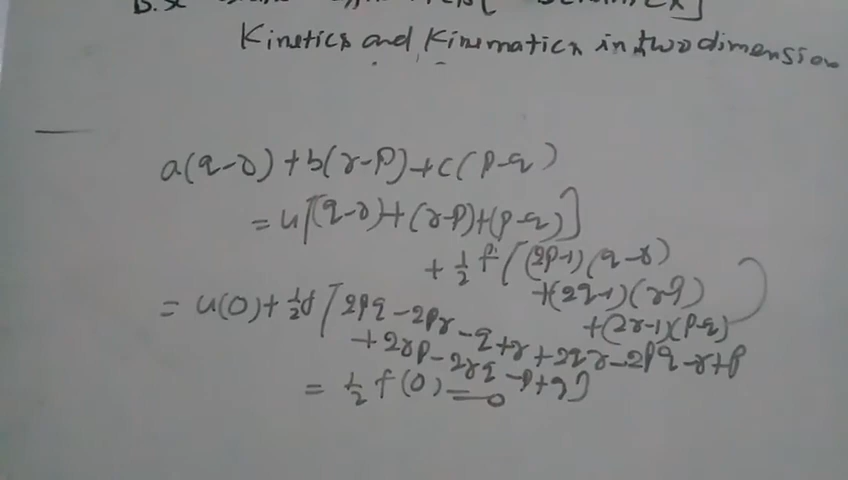 B.Sc
Kinetics and Kinematics in two dimension
a(q-r) + b(r-p) + c(p-q)
= u[(q-r)+(r-p)+(p-q)]
+ 1/2 f [(2p-1)(q-r)
+(2q-1)(r-p)
+(2r-1)(p-q)]
= u(0) + 1/2 f [2pq - 2pr - q + r + 2qr - 2pq - r + p
+ 2rp - 2rq - p + q]
= 1/2 f (0) = 0